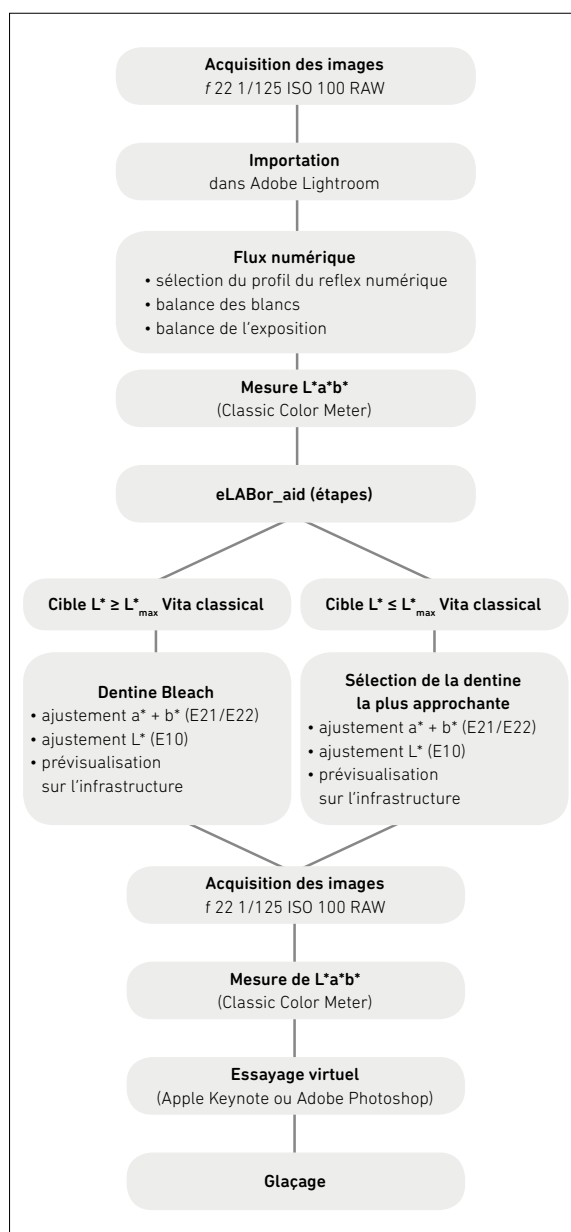 Acquisition des images
f 22 1/125 ISO 100 RAW
Importation
dans Adobe Lightroom
Flux numérique
• sélection du profil du reflex numérique
• balance des blancs
• balance de l'exposition
Mesure L*a*b*
(Classic Color Meter)
eLABor_aid (étapes)
Cible L* ≥ L*max Vita classical
Cible L* ≤ L*max Vita classical
Dentine Bleach
• ajustement a* + b* (E21/E22)
• ajustement L* (E10)
• prévisualisation
sur l'infrastructure
Sélection de la dentine
la plus approchante
• ajustement a* + b* (E21/E22)
• ajustement L* (E10)
• prévisualisation
sur l'infrastructure
Acquisition des images
f 22 1/125 ISO 100 RAW
Mesure de L*a*b*
(Classic Color Meter)
Essayage virtuel
(Apple Keynote ou Adobe Photoshop)
Glaçage